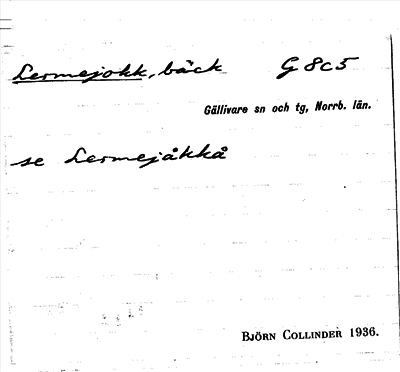 Lermejokk, bäck G 8c5
Gällivare sn och tg, Norrb. län.
se Lermejåkkå
BJÖRN COLLINDER 1936.